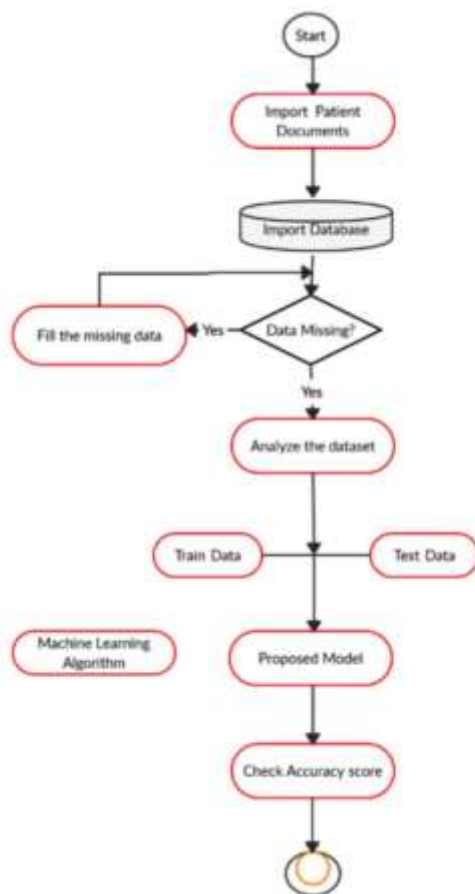 Start
Import Patient
Documents
Import Database
Fill the missing data
Yes
Data Missing?
Yes
Analyze the dataset
Train Data
Test Data
Machine Learning
Algorithm
Proposed Model
Check Accuracy score